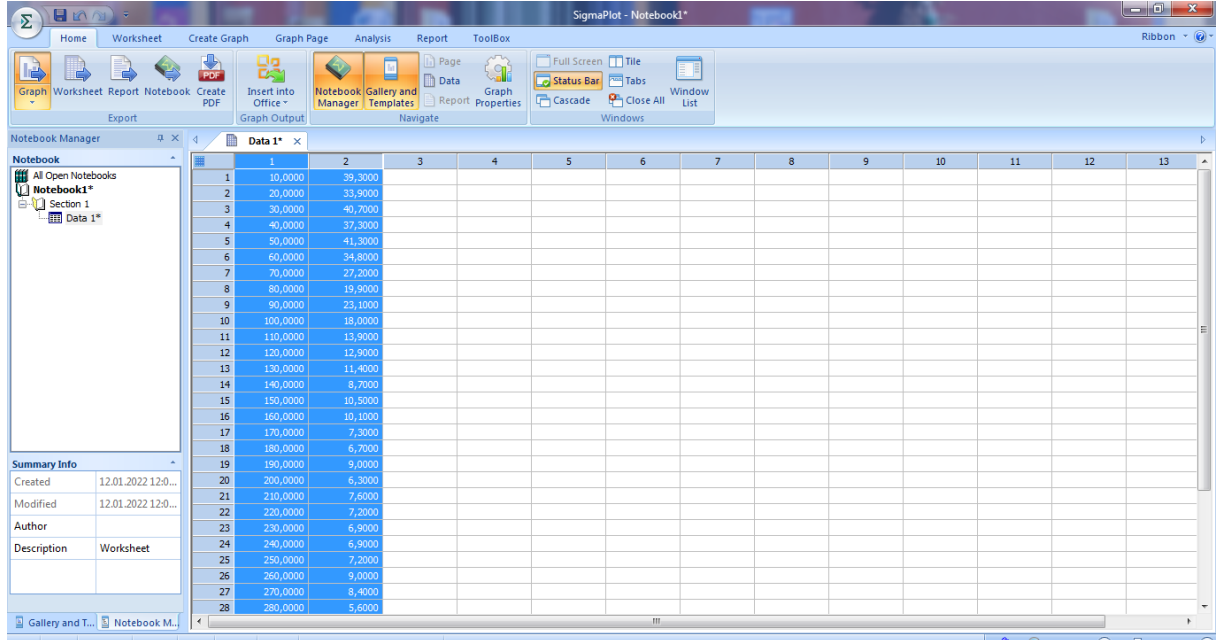 SigmaPlot - Notebook1*
Home Worksheet Create Graph Graph Page Analysis Report ToolBox Ribbon
Graph Worksheet Report Notebook Create PDF
Export
Insert into Office
Graph Output
Notebook Manager Gallery and Templates Page Data Report Graph Properties
Navigate
Full Screen Tile
Status Bar Tabs
Cascade Close All
Window List
Windows
Notebook Manager
Data 1*
Notebook
All Open Notebooks
Notebook1*
Section 1
Data 1*
Summary Info
Created 12.01.2022 12:0...
Modified 12.01.2022 12:0...
Author
Description Worksheet
Gallery and T... Notebook M...
1 2 3 4 5 6 7 8 9 10 11 12 13
1 10,0000 39,3000
2 20,0000 33,9000
3 30,0000 40,7000
4 40,0000 37,3000
5 50,0000 41,3000
6 60,0000 34,8000
7 70,0000 27,2000
8 80,0000 19,9000
9 90,0000 23,1000
10 100,0000 18,0000
11 110,0000 13,9000
12 120,0000 12,9000
13 130,0000 11,4000
14 140,0000 8,7000
15 150,0000 10,5000
16 160,0000 10,1000
17 170,0000 7,3000
18 180,0000 6,7000
19 190,0000 9,0000
20 200,0000 6,3000
21 210,0000 7,6000
22 220,0000 7,2000
23 230,0000 6,9000
24 240,0000 6,9000
25 250,0000 7,2000
26 260,0000 9,0000
27 270,0000 8,4000
28 280,0000 5,6000